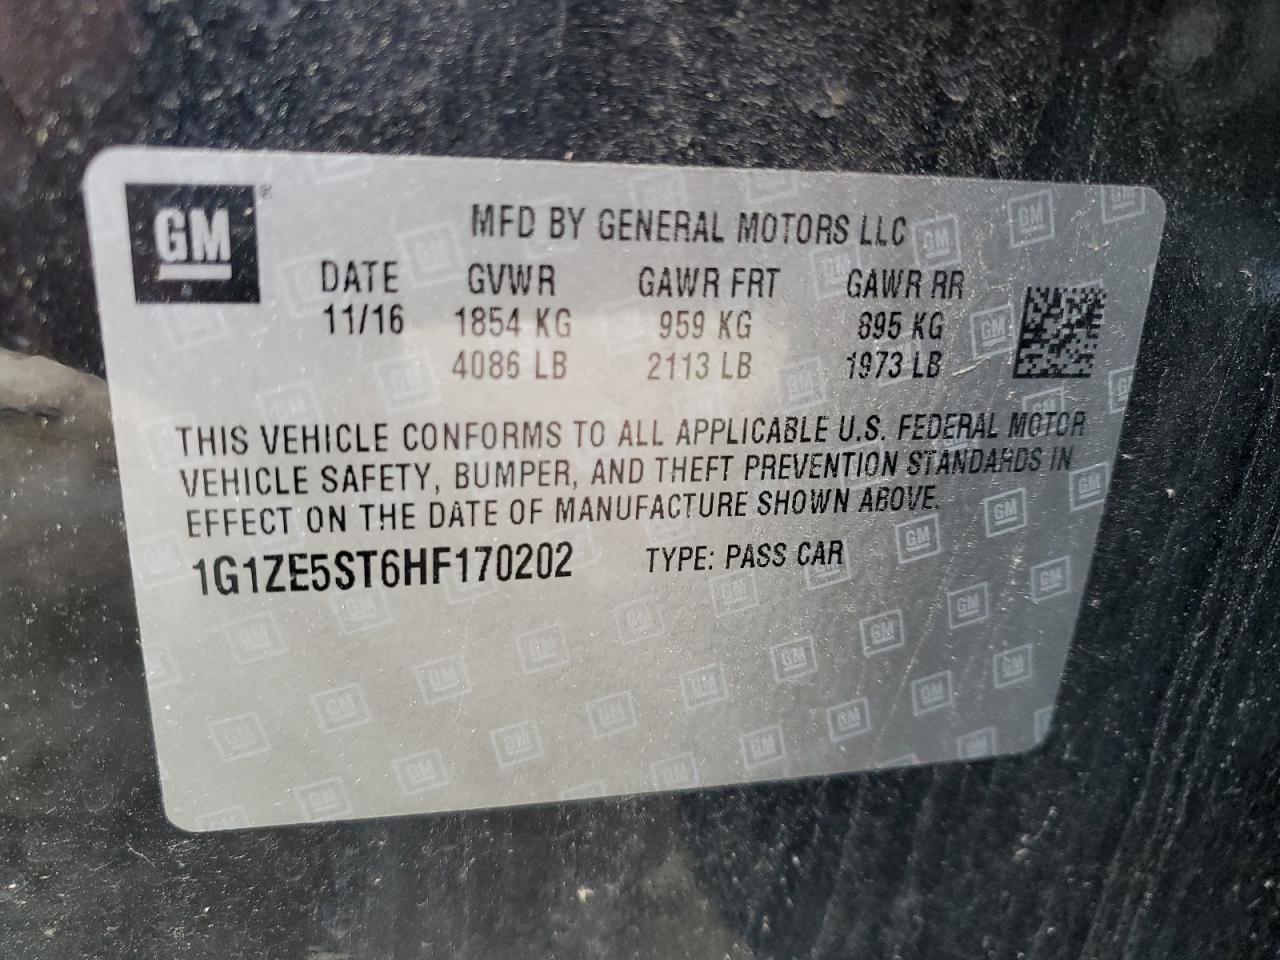 GM®
MFD BY GENERAL MOTORS LLC
DATE GVWR GAWR FRT GAWR RR
11/16 1854 KG 959 KG 895 KG
4086 LB 2113 LB 1973 LB
THIS VEHICLE CONFORMS TO ALL APPLICABLE U.S. FEDERAL MOTOR
VEHICLE SAFETY, BUMPER, AND THEFT PREVENTION STANDARDS IN
EFFECT ON THE DATE OF MANUFACTURE SHOWN ABOVE.
1G1ZE5ST6HF170202 TYPE: PASS CAR